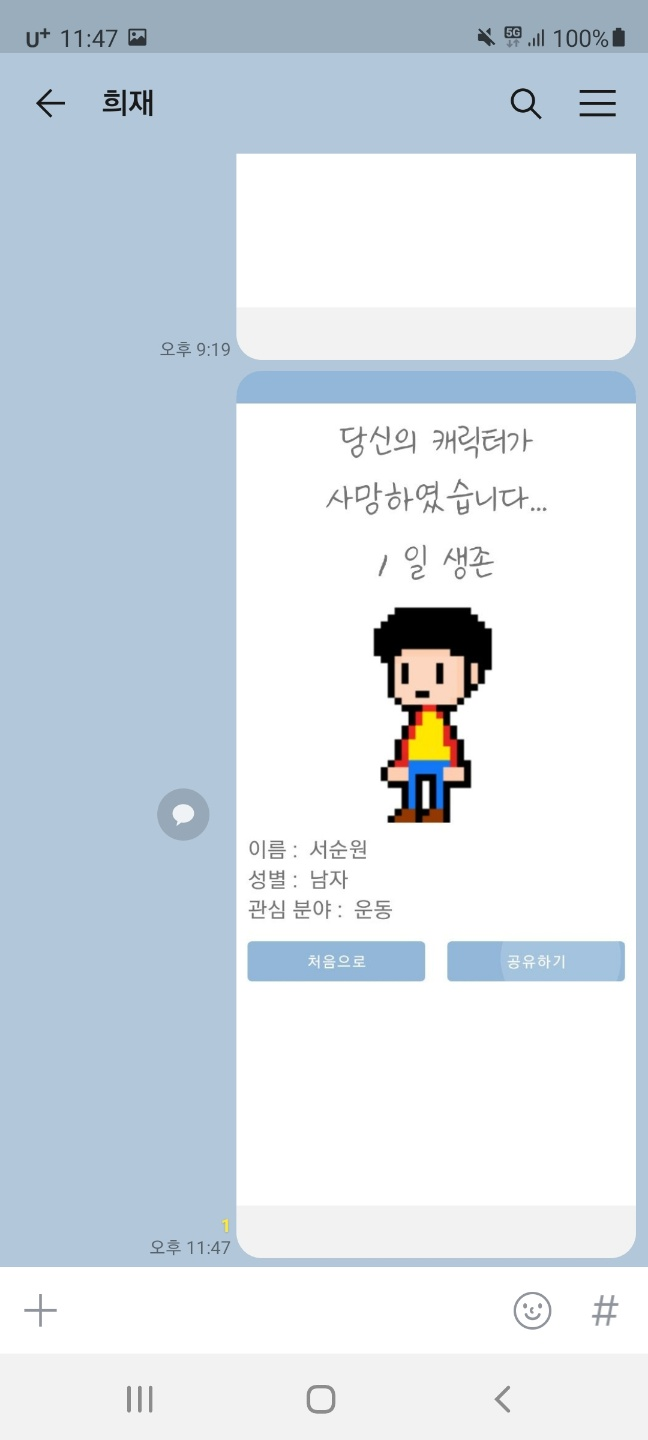 U+ 11:47 5G 100%
희재
오후 9:19
당신의 캐릭터가
사망하였습니다...
1 일 생존
이름 : 서순원
성별 : 남자
관심 분야 : 운동
처음으로 공유하기
1
오후 11:47
#